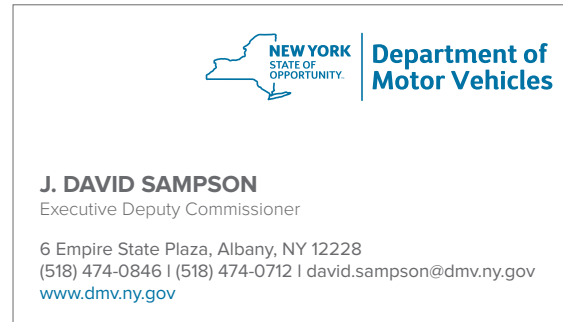 NEW YORK
STATE OF
OPPORTUNITY.
Department of
Motor Vehicles
J. DAVID SAMPSON
Executive Deputy Commissioner
6 Empire State Plaza, Albany, NY 12228
(518) 474-0846 I (518) 474-0712 I david.sampson@dmv.ny.gov
www.dmv.ny.gov